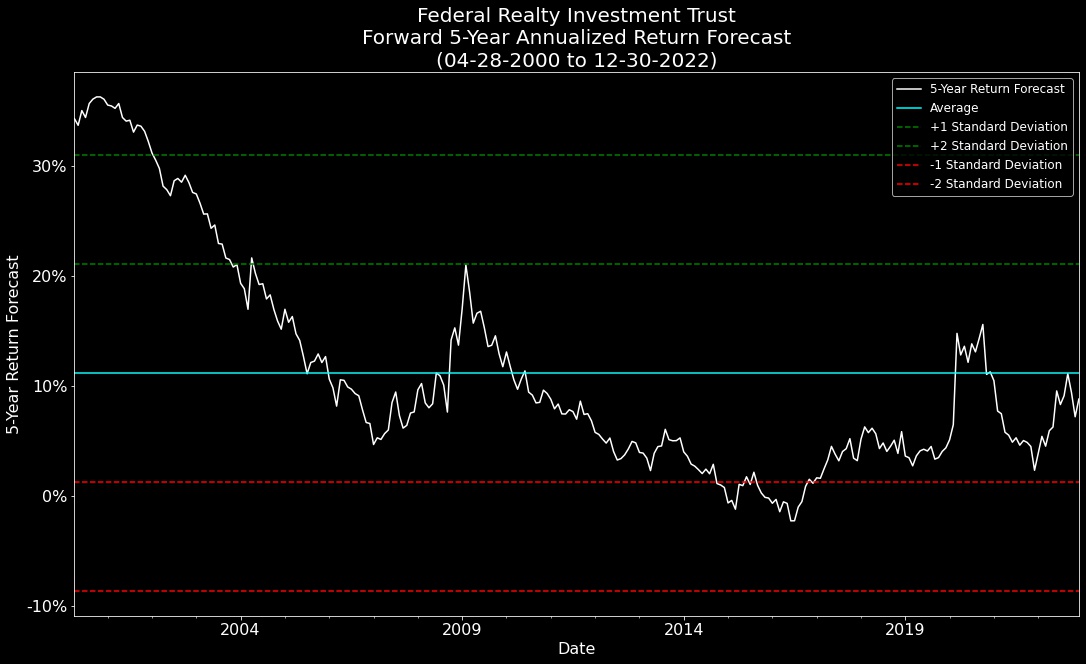 Federal Realty Investment Trust
Forward 5-Year Annualized Return Forecast
(04-28-2000 to 12-30-2022)
5-Year Return Forecast
Average
+1 Standard Deviation
+2 Standard Deviation
-1 Standard Deviation
-2 Standard Deviation
5-Year Return Forecast
30%
20%
10%
0%
-10%
2004
2009
2014
2019
Date